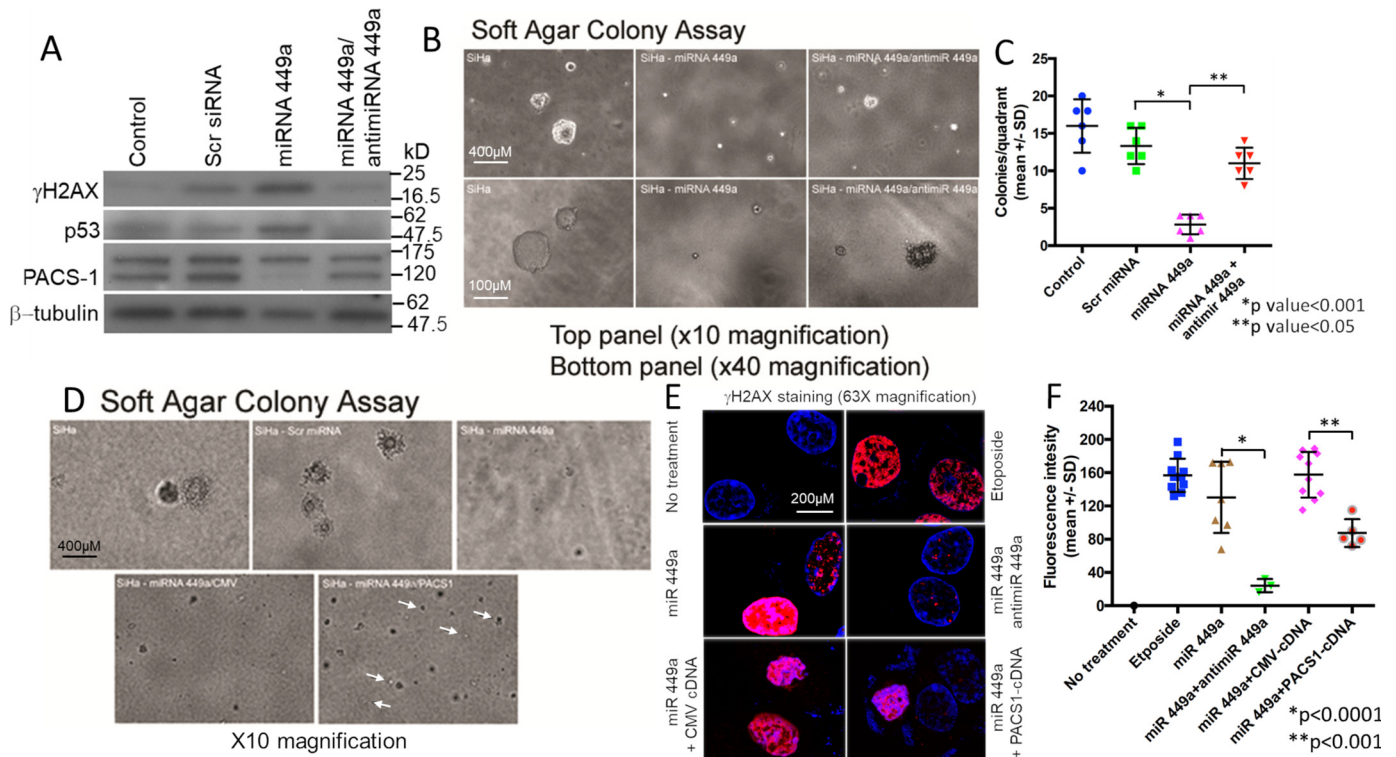 A
Control
Scr siRNA
miRNA 449a
miRNA 449a/
antimiRNA 449a
kD
γH2AX
25
16.5
p53
62
47.5
PACS-1
175
120
β-tubulin
62
47.5
B
Soft Agar Colony Assay
SiHa
SiHa - miRNA 449a
SiHa - miRNA 449a/antimiR 449a
400µM
SiHa
SiHa - miRNA 449a
SiHa - miRNA 449a/antimiR 449a
100µM
Top panel (x10 magnification)
Bottom panel (x40 magnification)
C
Colonies/quadrant
(mean +/- SD)
25
20
15
10
5
0
*
**
Control
Scr miRNA
miRNA 449a
miRNA 449a +
antimir 449a
*p value<0.001
**p value<0.05
D
Soft Agar Colony Assay
SiHa
SiHa - Scr miRNA
SiHa - miRNA 449a
400µM
SiHa - miRNA 449a/CMV
SiHa - miRNA 449a/PACS1
X10 magnification
E
γH2AX staining (63X magnification)
No treatment
200µM
Etoposide
miR 449a
miR 449a
antimiR 449a
miR 449a
+ CMV cDNA
miR 449a
+ PACS1-cDNA
F
Fluorescence intesity
(mean +/- SD)
240
200
160
120
80
40
0
*
**
No treatment
Etposide
miR 449a
miR 449a+antimiR 449a
miR 449a+CMV-cDNA
miR 449a+PACS1-cDNA
*p<0.0001
**p<0.001